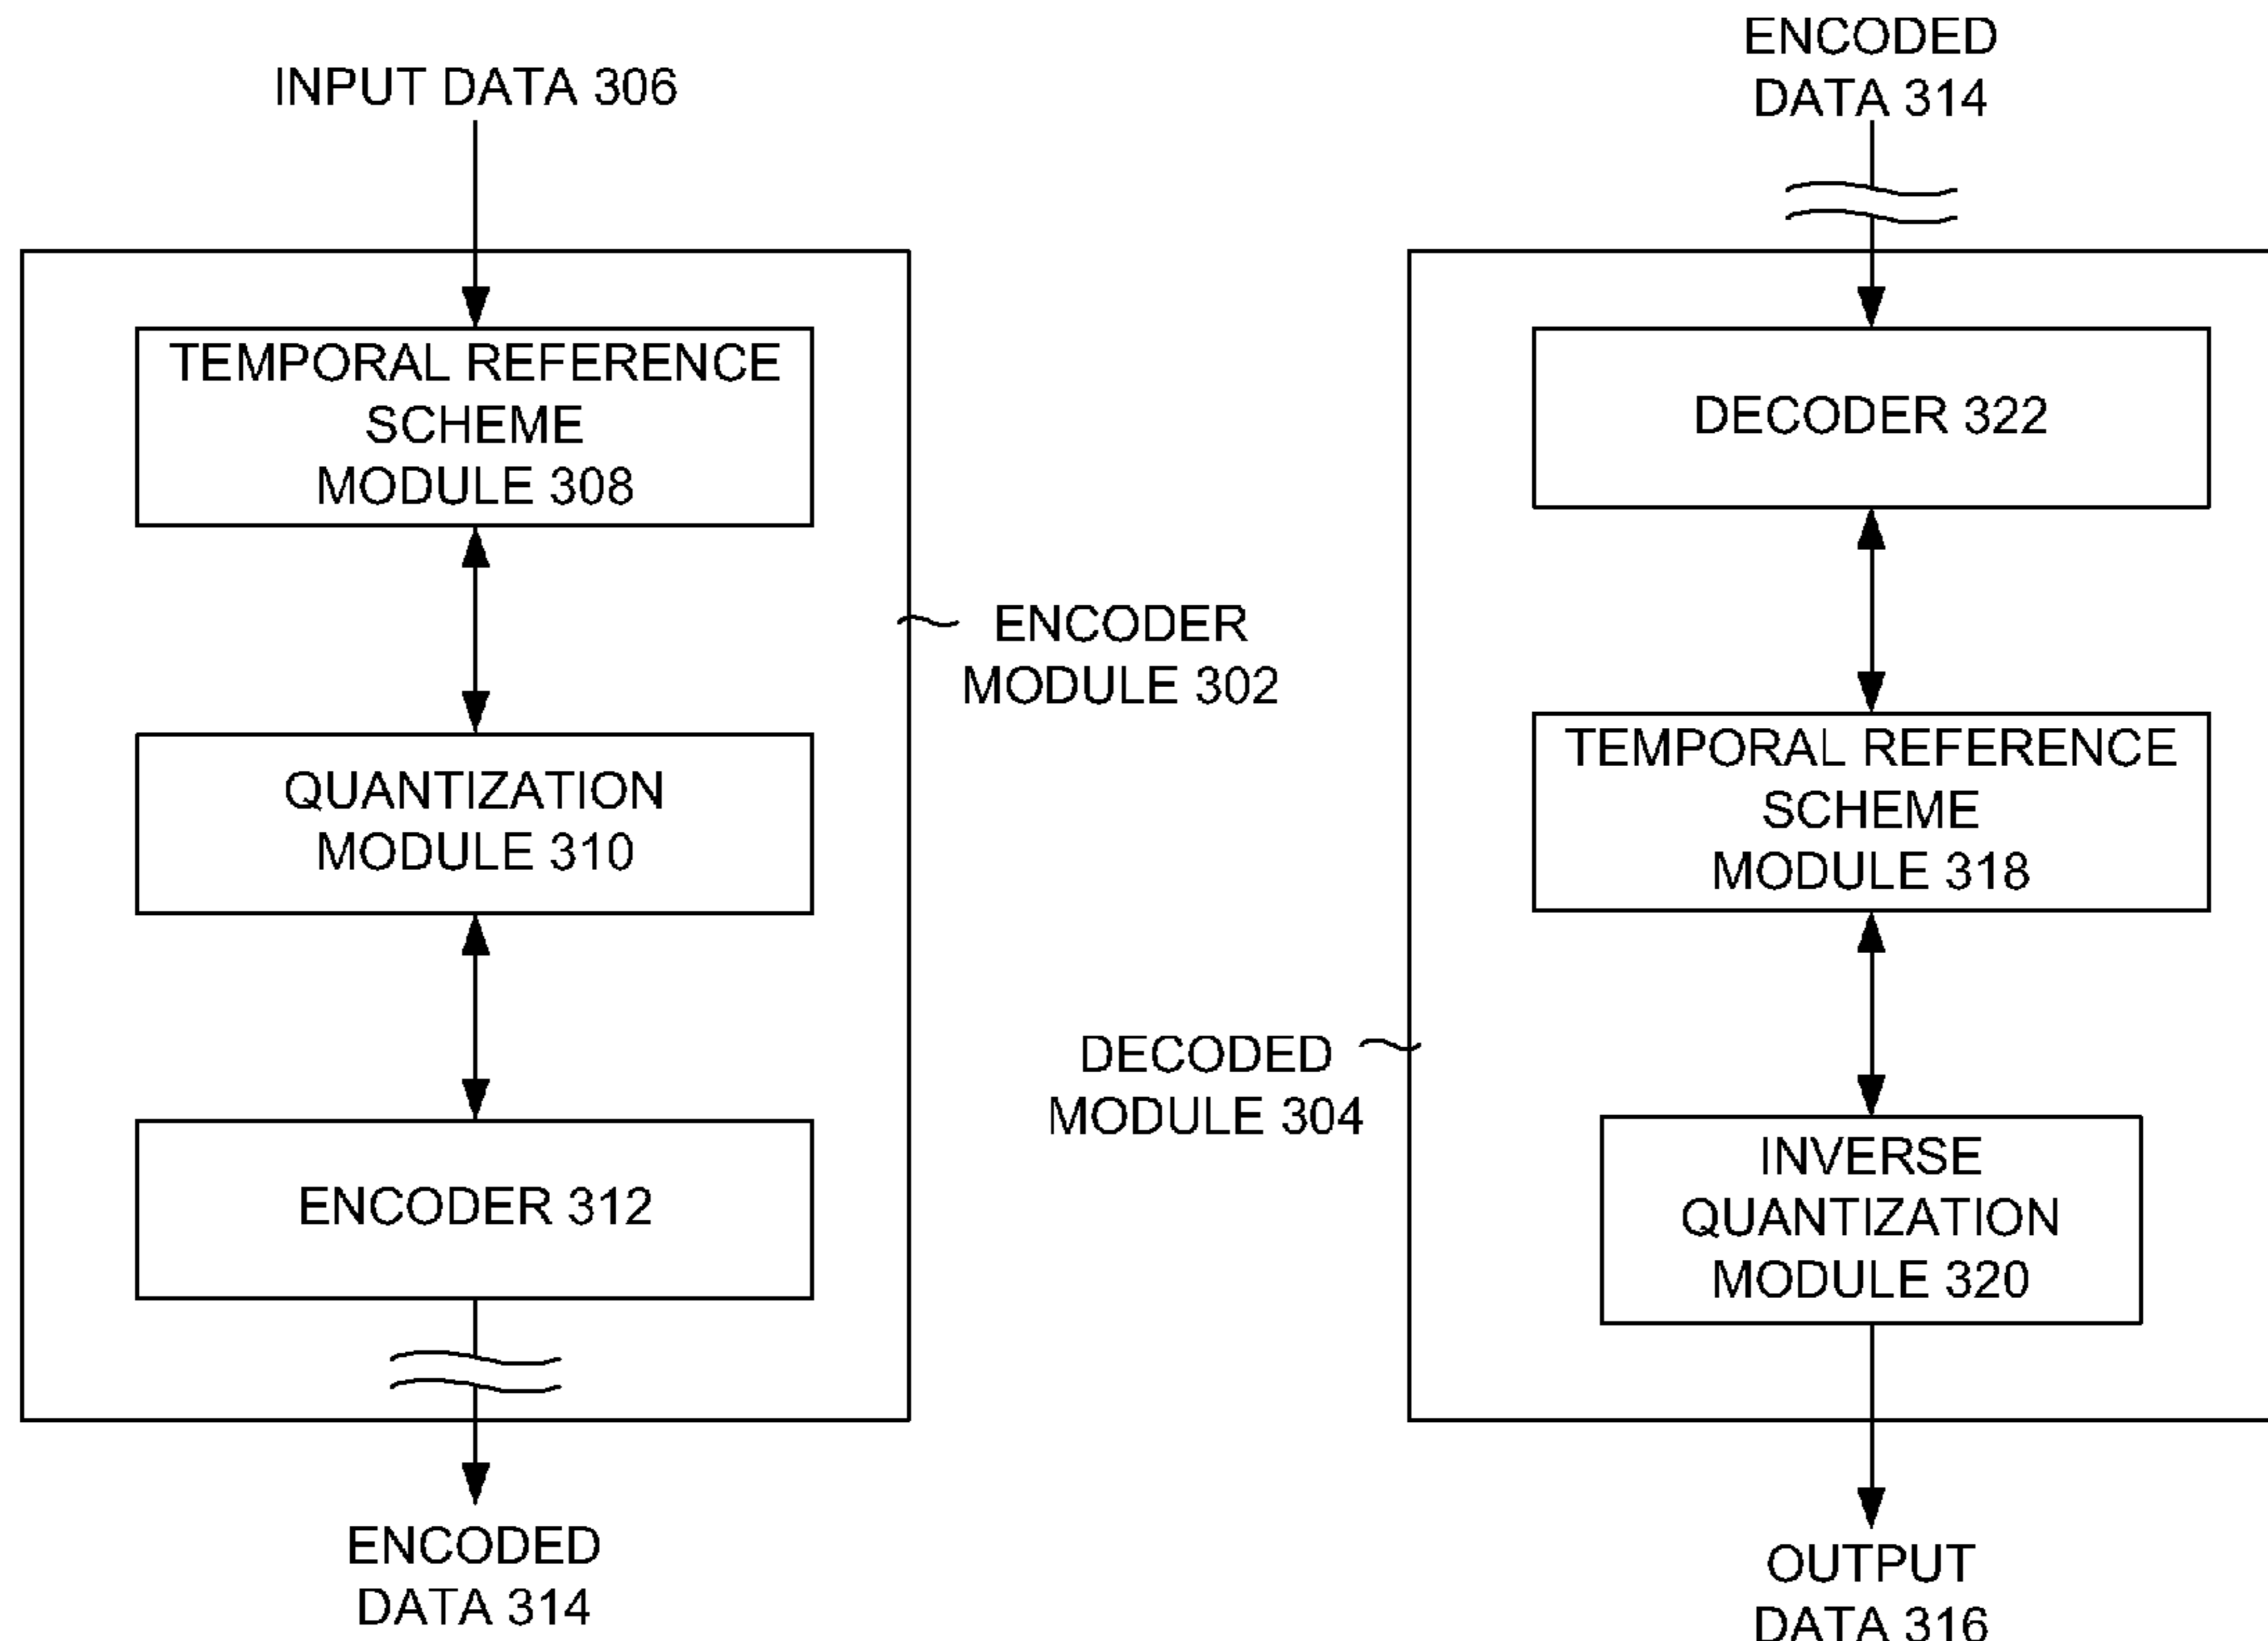 INPUT DATA 306
TEMPORAL REFERENCE
SCHEME
MODULE 308
QUANTIZATION
MODULE 310
ENCODER 312
ENCODED
DATA 314
ENCODER
MODULE 302
ENCODED
DATA 314
DECODER 322
TEMPORAL REFERENCE
SCHEME
MODULE 318
INVERSE
QUANTIZATION
MODULE 320
OUTPUT
DATA 316
DECODED
MODULE 304